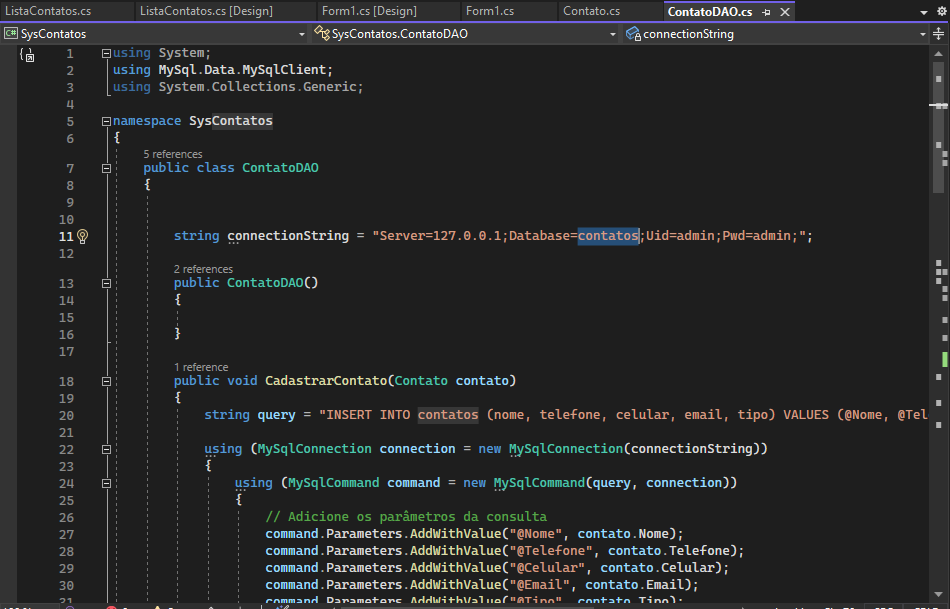 ListaContatos.cs
ListaContatos.cs [Design]
Form1.cs [Design]
Form1.cs
Contato.cs
ContatoDAO.cs
C# SysContatos
SysContatos.ContatoDAO
connectionString
1 using System;
2 using MySql.Data.MySqlClient;
3 using System.Collections.Generic;
4
5 namespace SysContatos
6 {
5 references
7 public class ContatoDAO
8 {
9
10
11 string connectionString = "Server=127.0.0.1;Database=contatos;Uid=admin;Pwd=admin;";
12
2 references
13 public ContatoDAO()
14 {
15
16 }
17
1 reference
18 public void CadastrarContato(Contato contato)
19 {
20 string query = "INSERT INTO contatos (nome, telefone, celular, email, tipo) VALUES (@Nome, @Tel
21
22 using (MySqlConnection connection = new MySqlConnection(connectionString))
23 {
24 using (MySqlCommand command = new MySqlCommand(query, connection))
25 {
26 // Adicione os parâmetros da consulta
27 command.Parameters.AddWithValue("@Nome", contato.Nome);
28 command.Parameters.AddWithValue("@Telefone", contato.Telefone);
29 command.Parameters.AddWithValue("@Celular", contato.Celular);
30 command.Parameters.AddWithValue("@Email", contato.Email);
31 command.Parameters.AddWithValue("@Tipo", contato.Tipo);